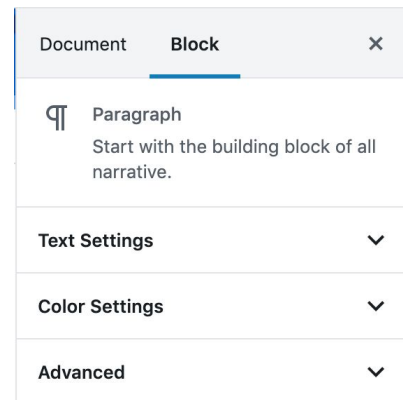 Document Block ×
¶ Paragraph
Start with the building block of all
narrative.
Text Settings
Color Settings
Advanced